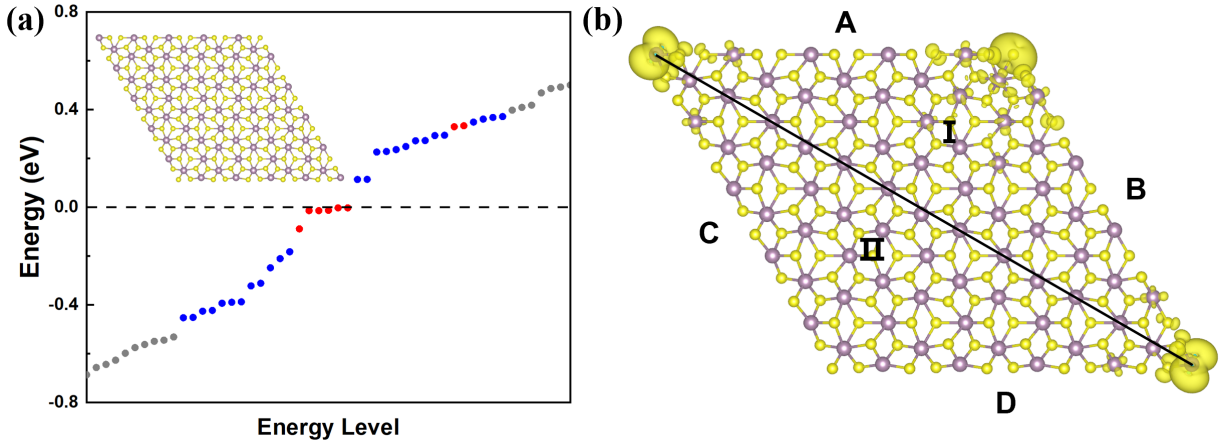 (a)
0.8
0.4
0.0
-0.4
-0.8
Energy (eV)
Energy Level
(b)
A
I
B
C
II
D